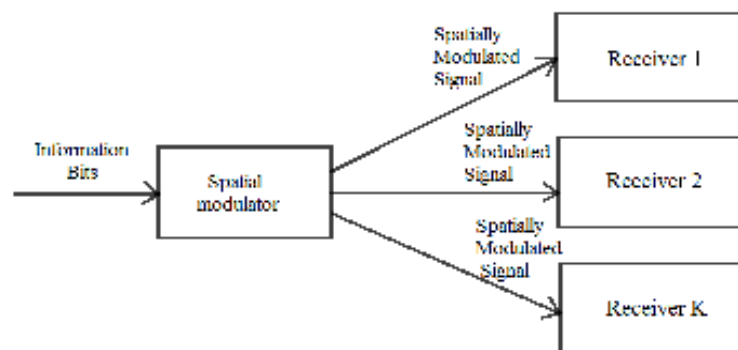 Spatially
Modulated
Signal
Receiver 1
Information
Bits
Spatial
modulator
Spatially
Modulated
Signal
Receiver 2
Spatially
Modulated
Signal
Receiver K